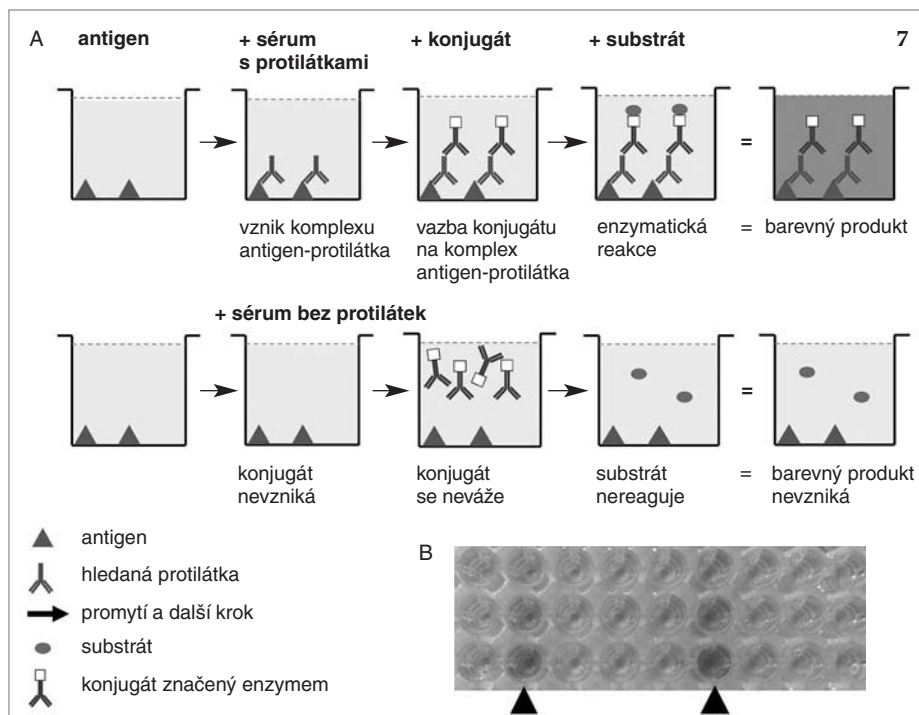 A antigen + sérum + konjugát + substrát 7
s protilátkami
vznik komplexu vazba konjugátu enzymatická = barevný produkt
antigen-protilátka na komplex reakce
antigen-protilátka
=
+ sérum bez protilátek
=
konjugát konjugát substrát = barevný produkt
nevzniká se neváže nereaguje nevzniká
antigen
hledaná protilátka
promytí a další krok
substrát
konjugát značený enzymem
B